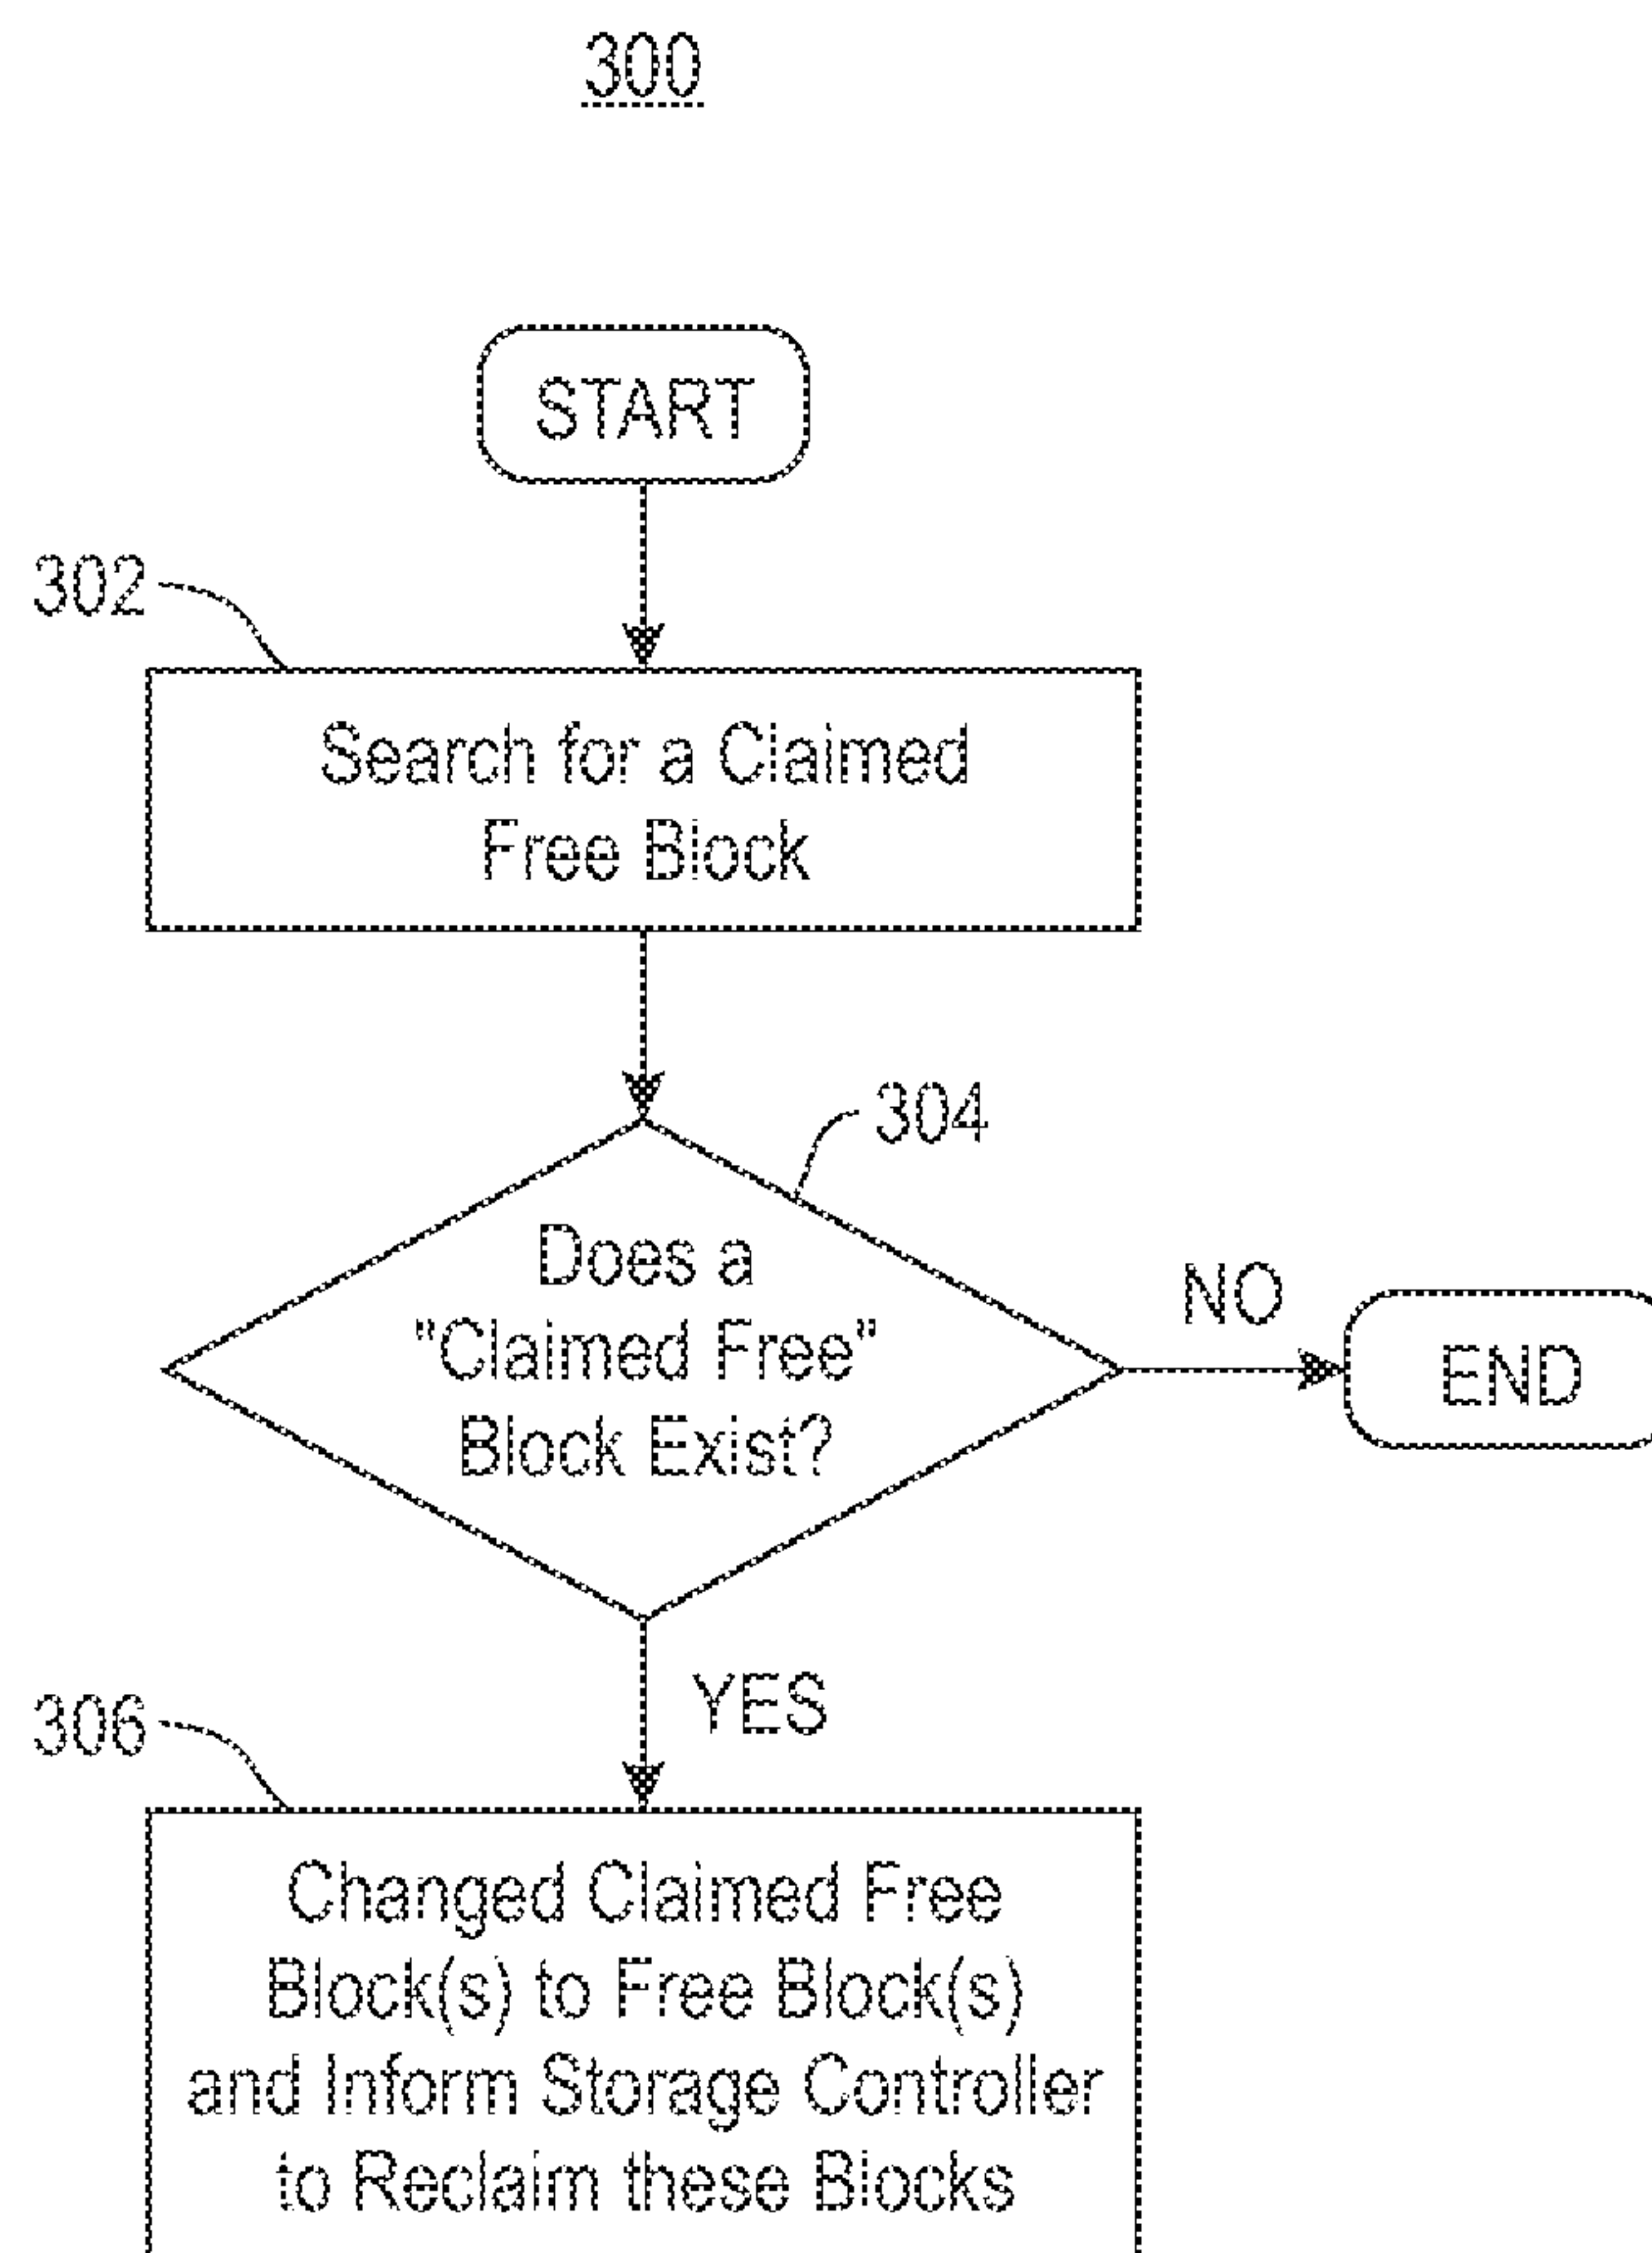 300
START
302
Search for a Claimed
Free Block
304
Does a
"Claimed Free"
Block Exist?
NO
END
YES
306
Changed Claimed Free
Block(s) to Free Block(s)
and Inform Storage Controller
to Reclaim these Blocks